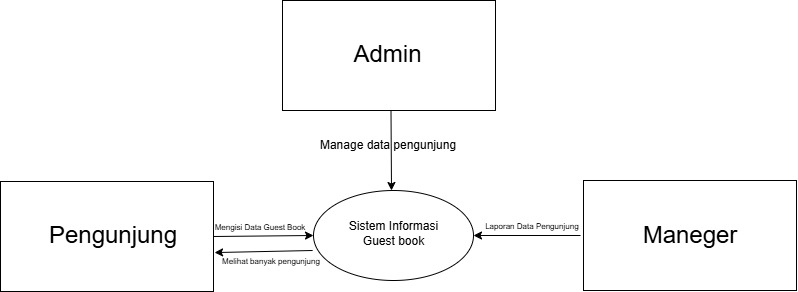 Admin
Manage data pengunjung
Pengunjung
Mengisi Data Guest Book
Melihat banyak pengunjung
Sistem Informasi
Guest book
Laporan Data Pengunjung
Maneger